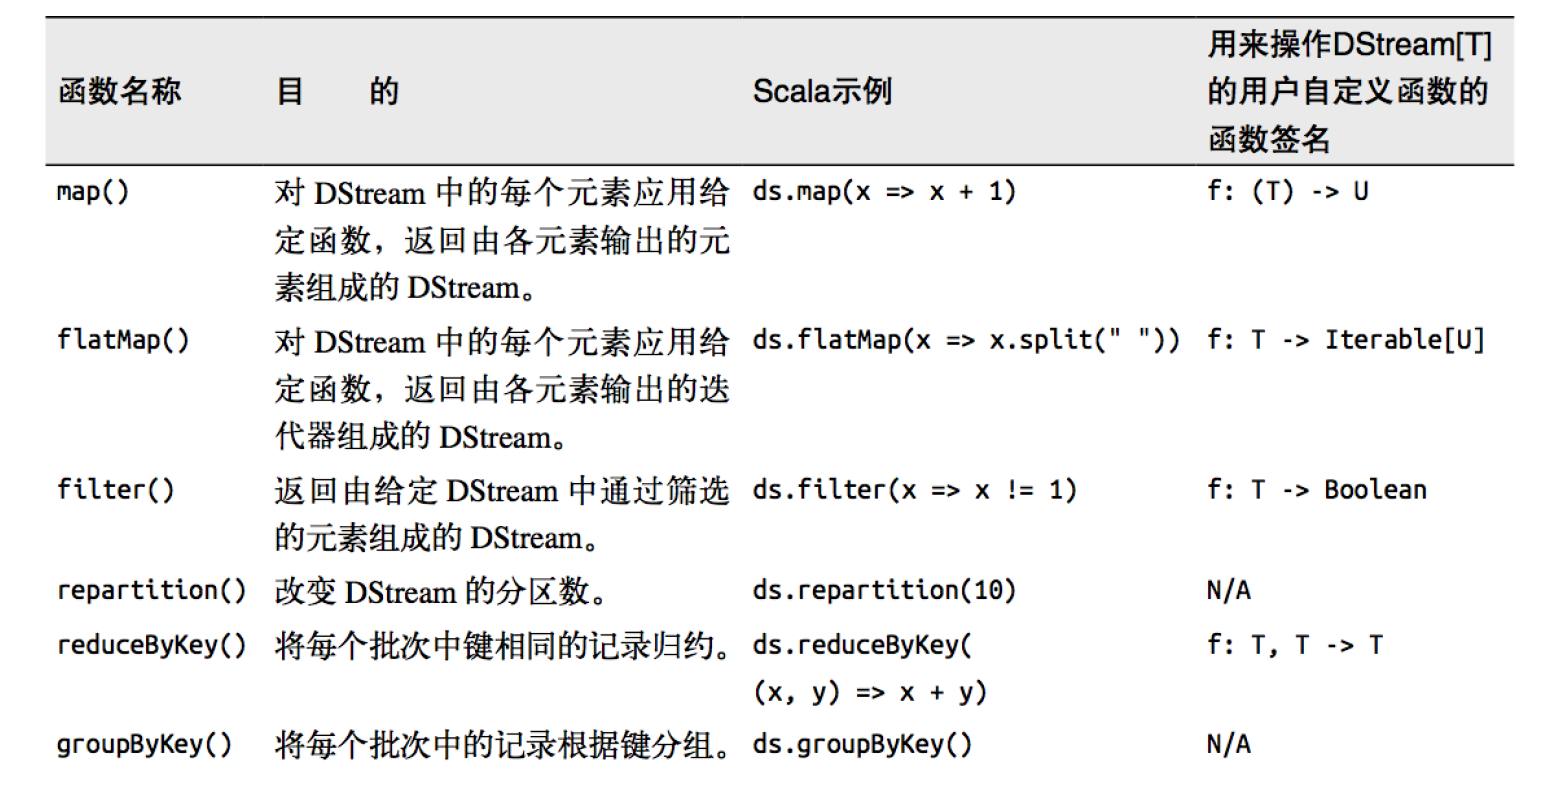 函数名称 目 的 Scala示例 用来操作DStream[T]
的用户自定义函数的
函数签名
map() 对 DStream 中的每个元素应用给 ds.map(x => x + 1) f: (T) -> U
定函数，返回由各元素输出的元
素组成的 DStream。
flatMap() 对 DStream 中的每个元素应用给 ds.flatMap(x => x.split(" ")) f: T -> Iterable[U]
定函数，返回由各元素输出的迭
代器组成的 DStream。
filter() 返回由给定 DStream 中通过筛选 ds.filter(x => x != 1) f: T -> Boolean
的元素组成的 DStream。
repartition() 改变 DStream 的分区数。 ds.repartition(10) N/A
reduceByKey() 将每个批次中键相同的记录归约。 ds.reduceByKey( f: T, T -> T
(x, y) => x + y)
groupByKey() 将每个批次中的记录根据键分组。 ds.groupByKey() N/A